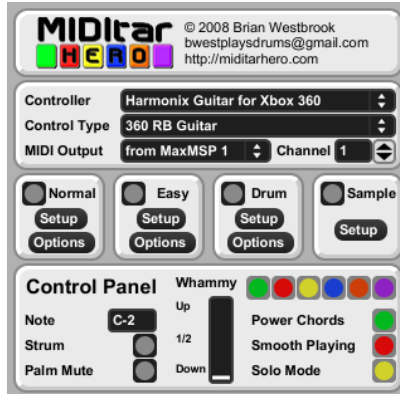 MIDItar
HERO
© 2008 Brian Westbrook
bwestplaysdrums@gmail.com
http://miditarhero.com
Controller Harmonix Guitar for Xbox 360
Control Type 360 RB Guitar
MIDI Output from MaxMSP 1 Channel 1
Normal Easy Drum Sample
Setup Setup Setup Setup
Options Options Options
Control Panel Whammy
Up
Note C-2 Power Chords
Strum 1/2 Smooth Playing
Palm Mute Down Solo Mode